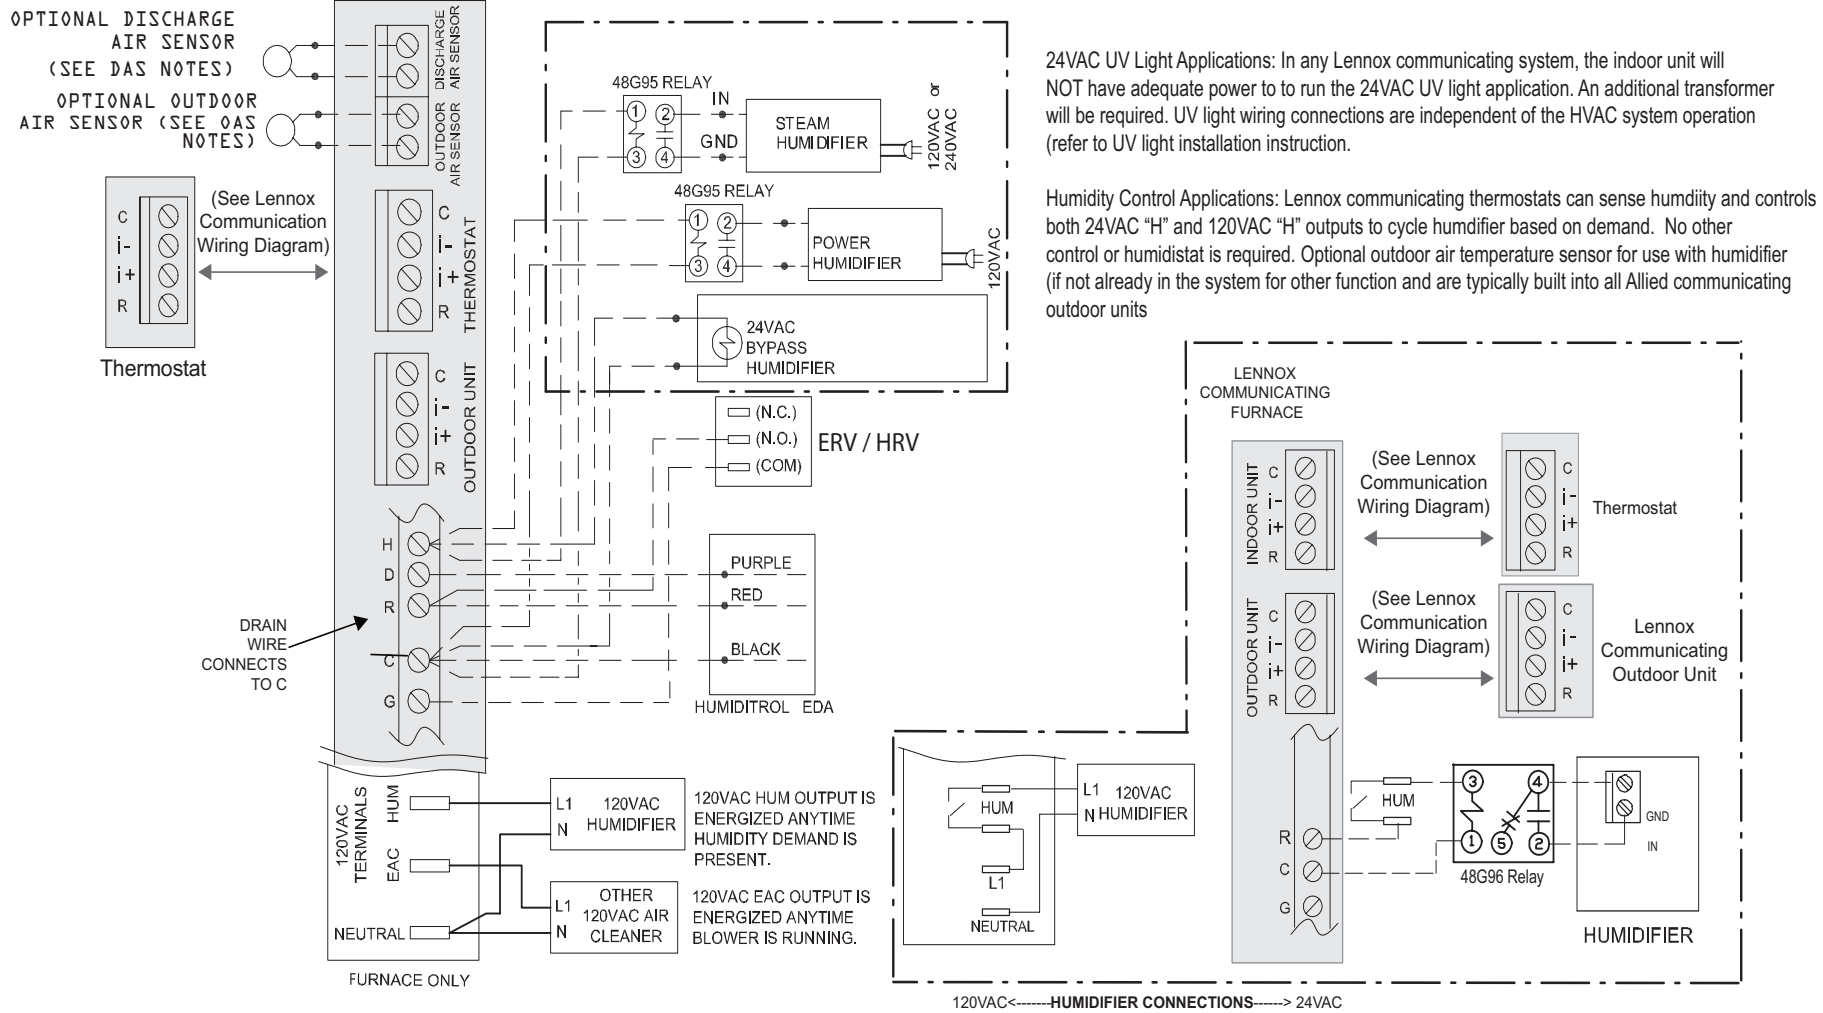 OPTIONAL DISCHARGE
AIR SENSOR
(SEE DAS NOTES)
OPTIONAL OUTDOOR
AIR SENSOR (SEE OAS
NOTES)
DISCHARGE
AIR SENSOR
OUTDOOR
AIR SENSOR
C
i-
i+
R
Thermostat
(See Lennox
Communication
Wiring Diagram)
C
i-
i+
R
THERMOSTAT
C
i-
i+
R
OUTDOOR UNIT
H
D
R
C
G
DRAIN
WIRE
CONNECTS
TO C
48G95 RELAY
1
2
3
4
IN
GND
STEAM
HUMIDIFIER
120VAC or
240VAC
48G95 RELAY
1
2
3
4
POWER
HUMIDIFIER
120VAC
24VAC
BYPASS
HUMIDIFIER
(N.C.)
(N.O.)
(COM)
ERV / HRV
PURPLE
RED
BLACK
HUMIDITROL EDA
120VAC
TERMINALS
HUM
EAC
NEUTRAL
FURNACE ONLY
L1
N
120VAC
HUMIDIFIER
120VAC HUM OUTPUT IS
ENERGIZED ANYTIME
HUMIDITY DEMAND IS
PRESENT.
L1
N
OTHER
120VAC AIR
CLEANER
120VAC EAC OUTPUT IS
ENERGIZED ANYTIME
BLOWER IS RUNNING.
24VAC UV Light Applications: In any Lennox communicating system, the indoor unit will
NOT have adequate power to to run the 24VAC UV light application. An additional transformer
will be required. UV light wiring connections are independent of the HVAC system operation
(refer to UV light installation instruction.
Humidity Control Applications: Lennox communicating thermostats can sense humdiity and controls
both 24VAC “H” and 120VAC “H” outputs to cycle humdifier based on demand. No other
control or humidistat is required. Optional outdoor air temperature sensor for use with humidifier
(if not already in the system for other function and are typically built into all Allied communicating
outdoor units
LENNOX
COMMUNICATING
FURNACE
INDOOR UNIT
C
i-
i+
R
(See Lennox
Communication
Wiring Diagram)
C
i-
i+
R
Thermostat
OUTDOOR UNIT
C
i-
i+
R
(See Lennox
Communication
Wiring Diagram)
C
i-
i+
R
Lennox
Communicating
Outdoor Unit
HUM
L1
NEUTRAL
L1
N
120VAC
HUMIDIFIER
R
C
G
HUM
3
4
1
5
2
48G96 Relay
GND
IN
HUMIDIFIER
120VAC<-------HUMIDIFIER CONNECTIONS------> 24VAC